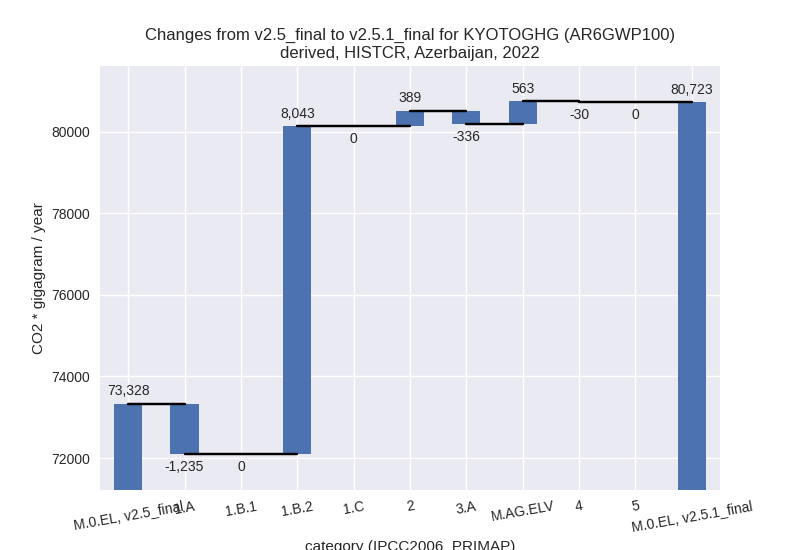 Changes from v2.5_final to v2.5.1_final for KYOTOGHG (AR6GWP100)
derived, HISTCR, Azerbaijan, 2022
CO2 * gigagram / year
80000
78000
76000
74000
72000
73,328
-1,235
0
8,043
0
389
-336
563
-30
0
80,723
M.0.EL, v2.5_final
1.A
1.B.1
1.B.2
1.C
2
3.A
M.AG.ELV
4
5
M.0.EL, v2.5.1_final
category (IPCC2006_PRIMAP)